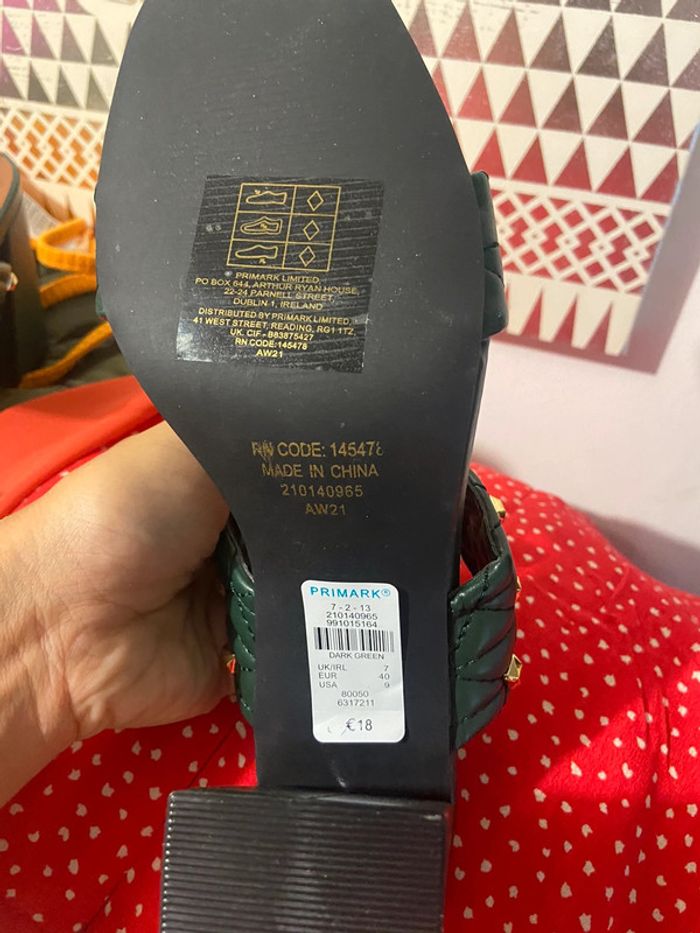 PRIMARK LIMITED,
PO BOX 644, ARTHUR RYAN HOUSE,
22-24 PARNELL STREET,
DUBLIN 1, IRELAND
DISTRIBUTED BY PRIMARK LIMITED,
41 WEST STREET, READING, RG1 1TZ,
UK. CIF - B83875427
RN CODE:145478
AW21
RN CODE: 145478
MADE IN CHINA
210140965
AW21
PRIMARK®
7 - 2 - 13
210140965
991015164
DARK GREEN
UK/IRL 7
EUR 40
USA 9
80050
6317211
€18